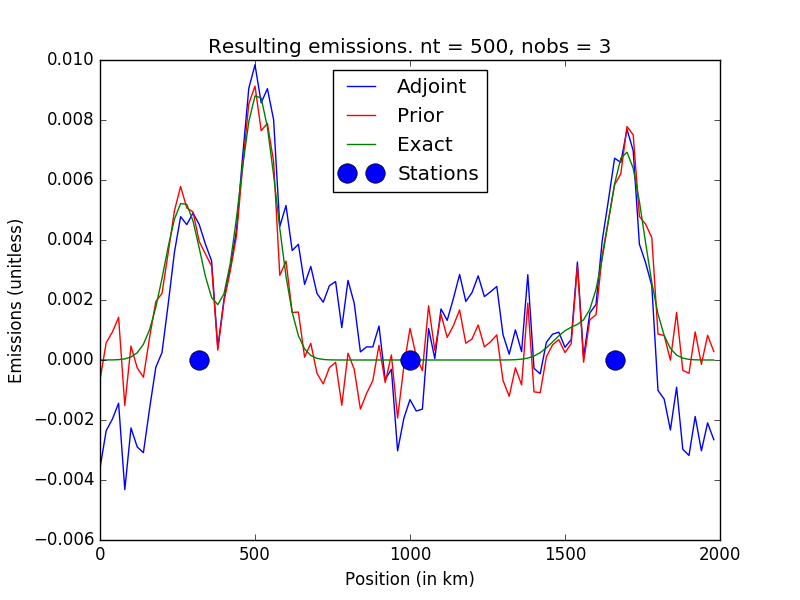 Resulting emissions. nt = 500, nobs = 3
Adjoint
Prior
Exact
Stations
Emissions (unitless)
0.010
0.008
0.006
0.004
0.002
0.000
−0.002
−0.004
−0.006
0 500 1000 1500 2000
Position (in km)